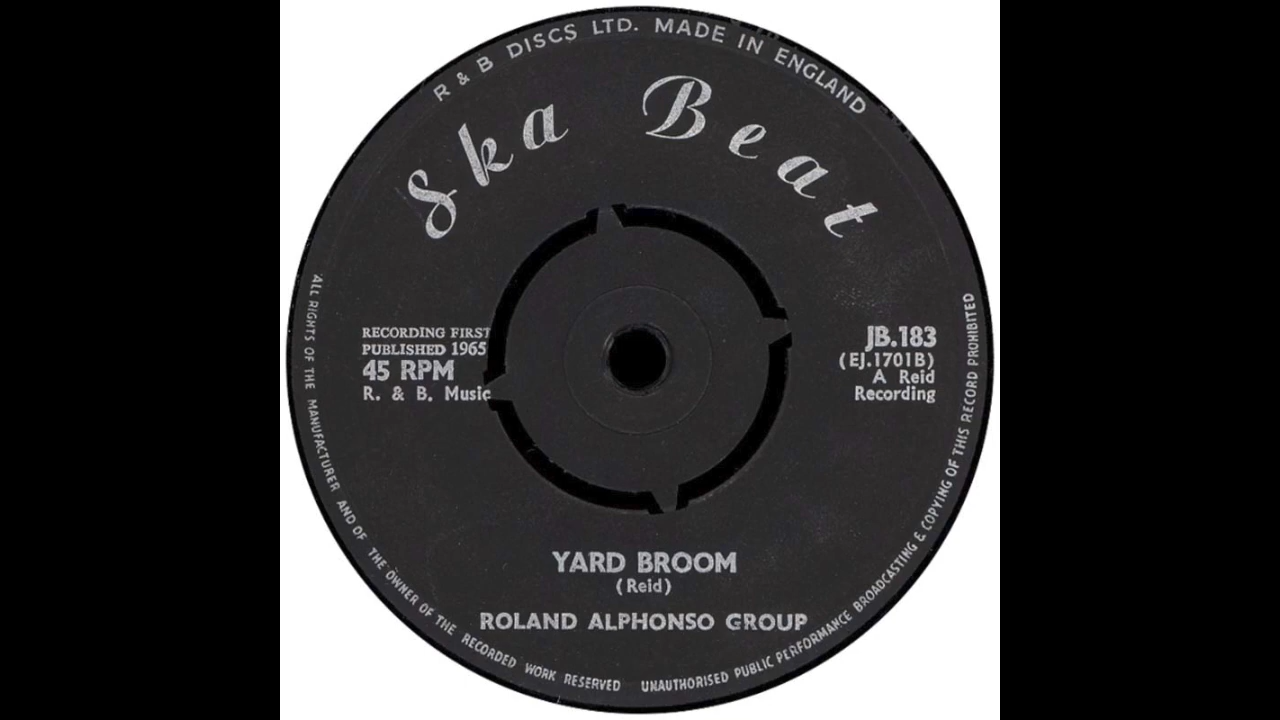 R & B DISCS LTD. MADE IN ENGLAND
Ska Beat
RECORDING FIRST
PUBLISHED 1965
45 RPM
R. & B. Music
JB.183
(EJ.1701B)
A Reid
Recording
YARD BROOM
(Reid)
ROLAND ALPHONSO GROUP
ALL RIGHTS OF THE MANUFACTURER AND OF THE OWNER OF THE RECORDED WORK RESERVED
UNAUTHORISED PUBLIC PERFORMANCE BROADCASTING & COPYING OF THIS RECORD PROHIBITED